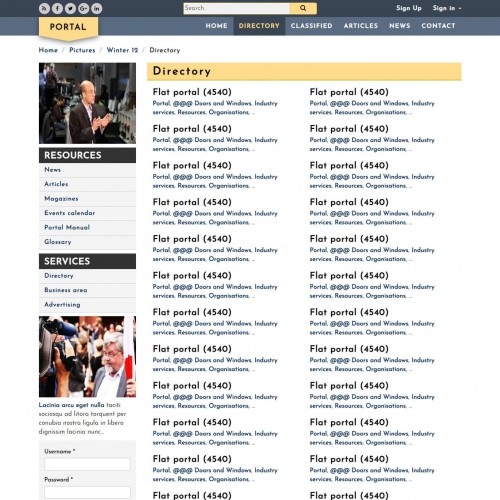 Search.
Sign Up
Sign in
PORTAL
HOME
DIRECTORY
CLASSIFIED
ARTICLES
NEWS
CONTACT
Home / Pictures / Winter 12 / Directory
RESOURCES
News
Articles
Magazines
Events calendar
Portal Manual
Glossary
SERVICES
Directory
Business area
Advertising
Lacinia arcu eget nulla taciti
sociosqu ad litora torquent per
conubia nostra ligula in libero
dignissim lacinia nunc..
Username *
Password *
Directory
Flat portal (4540)
Portal, @@@ Doors and Windows, Industry
services, Resources, Organisations, ..
Flat portal (4540)
Portal, @@@ Doors and Windows, Industry
services, Resources, Organisations, ..
Flat portal (4540)
Portal, @@@ Doors and Windows, Industry
services, Resources, Organisations, ..
Flat portal (4540)
Portal, @@@ Doors and Windows, Industry
services, Resources, Organisations, ..
Flat portal (4540)
Portal, @@@ Doors and Windows, Industry
services, Resources, Organisations, ..
Flat portal (4540)
Portal, @@@ Doors and Windows, Industry
services, Resources, Organisations, ..
Flat portal (4540)
Portal, @@@ Doors and Windows, Industry
services, Resources, Organisations, ..
Flat portal (4540)
Portal, @@@ Doors and Windows, Industry
services, Resources, Organisations, ..
Flat portal (4540)
Portal, @@@ Doors and Windows, Industry
services, Resources, Organisations, ..
Flat portal (4540)
Portal, @@@ Doors and Windows, Industry
services, Resources, Organisations, ..
Flat portal (4540)
Portal, @@@ Doors and Windows, Industry
services, Resources, Organisations, ..
Flat portal (4540)
Portal, @@@ Doors and Windows, Industry
services, Resources, Organisations, ..
Flat portal (4540)
Portal, @@@ Doors and Windows, Industry
services, Resources, Organisations, ..
Flat portal (4540)
Portal, @@@ Doors and Windows, Industry
services, Resources, Organisations, ..
Flat portal (4540)
Portal, @@@ Doors and Windows, Industry
services, Resources, Organisations, ..
Flat portal (4540)
Portal, @@@ Doors and Windows, Industry
services, Resources, Organisations, ..
Flat portal (4540)
Portal, @@@ Doors and Windows, Industry
services, Resources, Organisations, ..
Flat portal (4540)
Portal, @@@ Doors and Windows, Industry
services, Resources, Organisations, ..
Flat portal (4540)
Portal, @@@ Doors and Windows, Industry
services, Resources, Organisations, ..
Flat portal (4540)
Portal, @@@ Doors and Windows, Industry
services, Resources, Organisations, ..
Flat portal (4540)
Portal, @@@ Doors and Windows, Industry
services, Resources, Organisations, ..
Flat portal (4540)
Portal, @@@ Doors and Windows, Industry
services, Resources, Organisations, ..
Flat portal (4540)
Flat portal (4540)